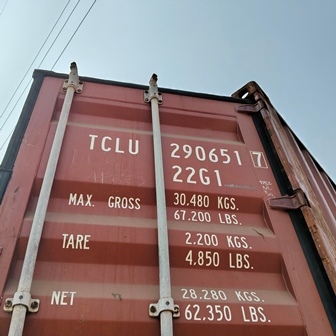 TCLU 290651 7
22G1
MAX. GROSS 30.480 KGS.
67.200 LBS.
TARE 2.200 KGS.
4.850 LBS.
NET 28.280 KGS.
62.350 LBS.